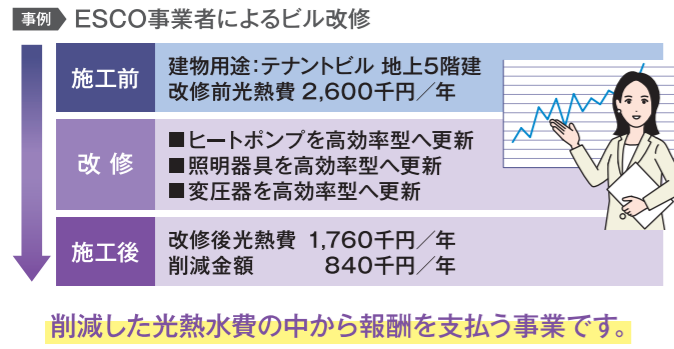 事例 ESCO事業者によるビル改修
施工前
建物用途：テナントビル 地上5階建
改修前光熱費 2,600千円／年
改修
■ヒートポンプを高効率型へ更新
■照明器具を高効率型へ更新
■変圧器を高効率型へ更新
施工後
改修後光熱費 1,760千円／年
削減金額 840千円／年
削減した光熱水費の中から報酬を支払う事業です。